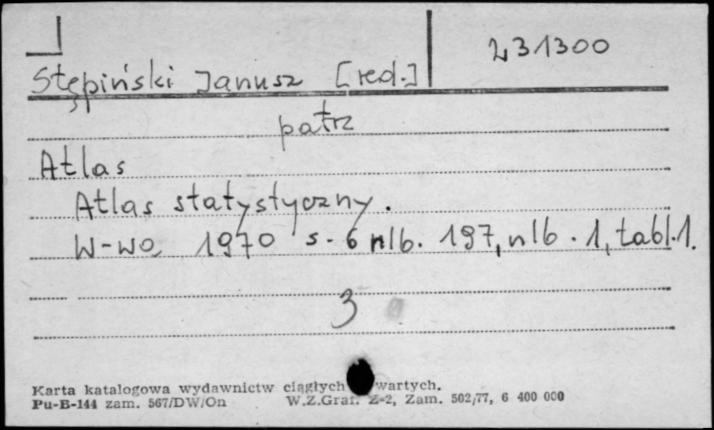 231300
Stępiński Janusz [red.]
patrz
Atlas
Atlas statystyczny.
W-wa 1970 s. 6 nlb. 197, nlb. 1, tabl. 1.
3
Karta katalogowa wydawnictw ciągłych wartych.
Pu-B-144 zam. 567/DW/On W.Z.Graf. Z-2, Zam. 502/77, 6 400 000